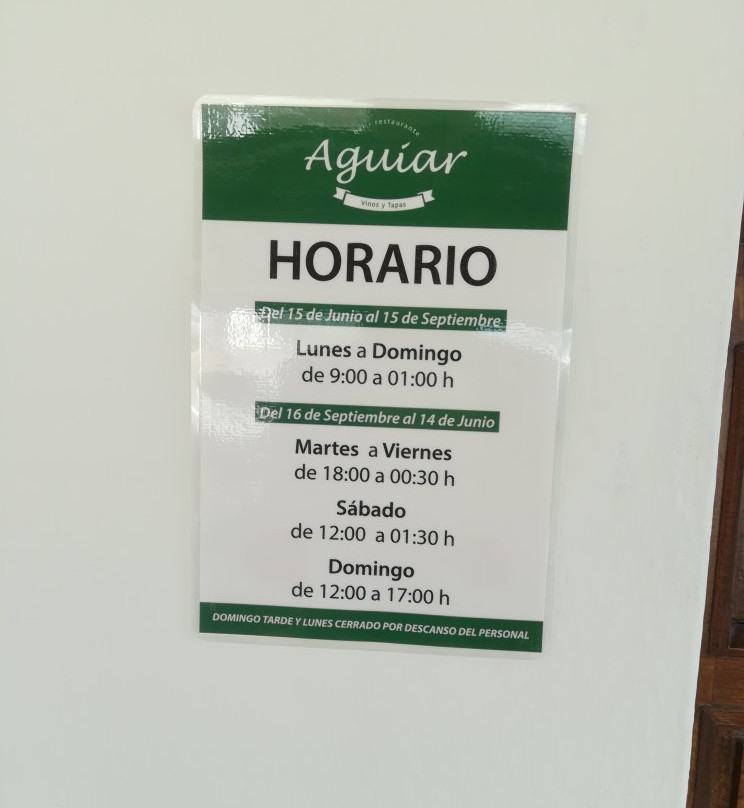 restaurante
Aguiar
Vinos y Tapas
HORARIO
Del 15 de Junio al 15 de Septiembre
Lunes a Domingo
de 9:00 a 01:00 h
Del 16 de Septiembre al 14 de Junio
Martes a Viernes
de 18:00 a 00:30 h
Sábado
de 12:00 a 01:30 h
Domingo
de 12:00 a 17:00 h
DOMINGO TARDE Y LUNES CERRADO POR DESCANSO DEL PERSONAL